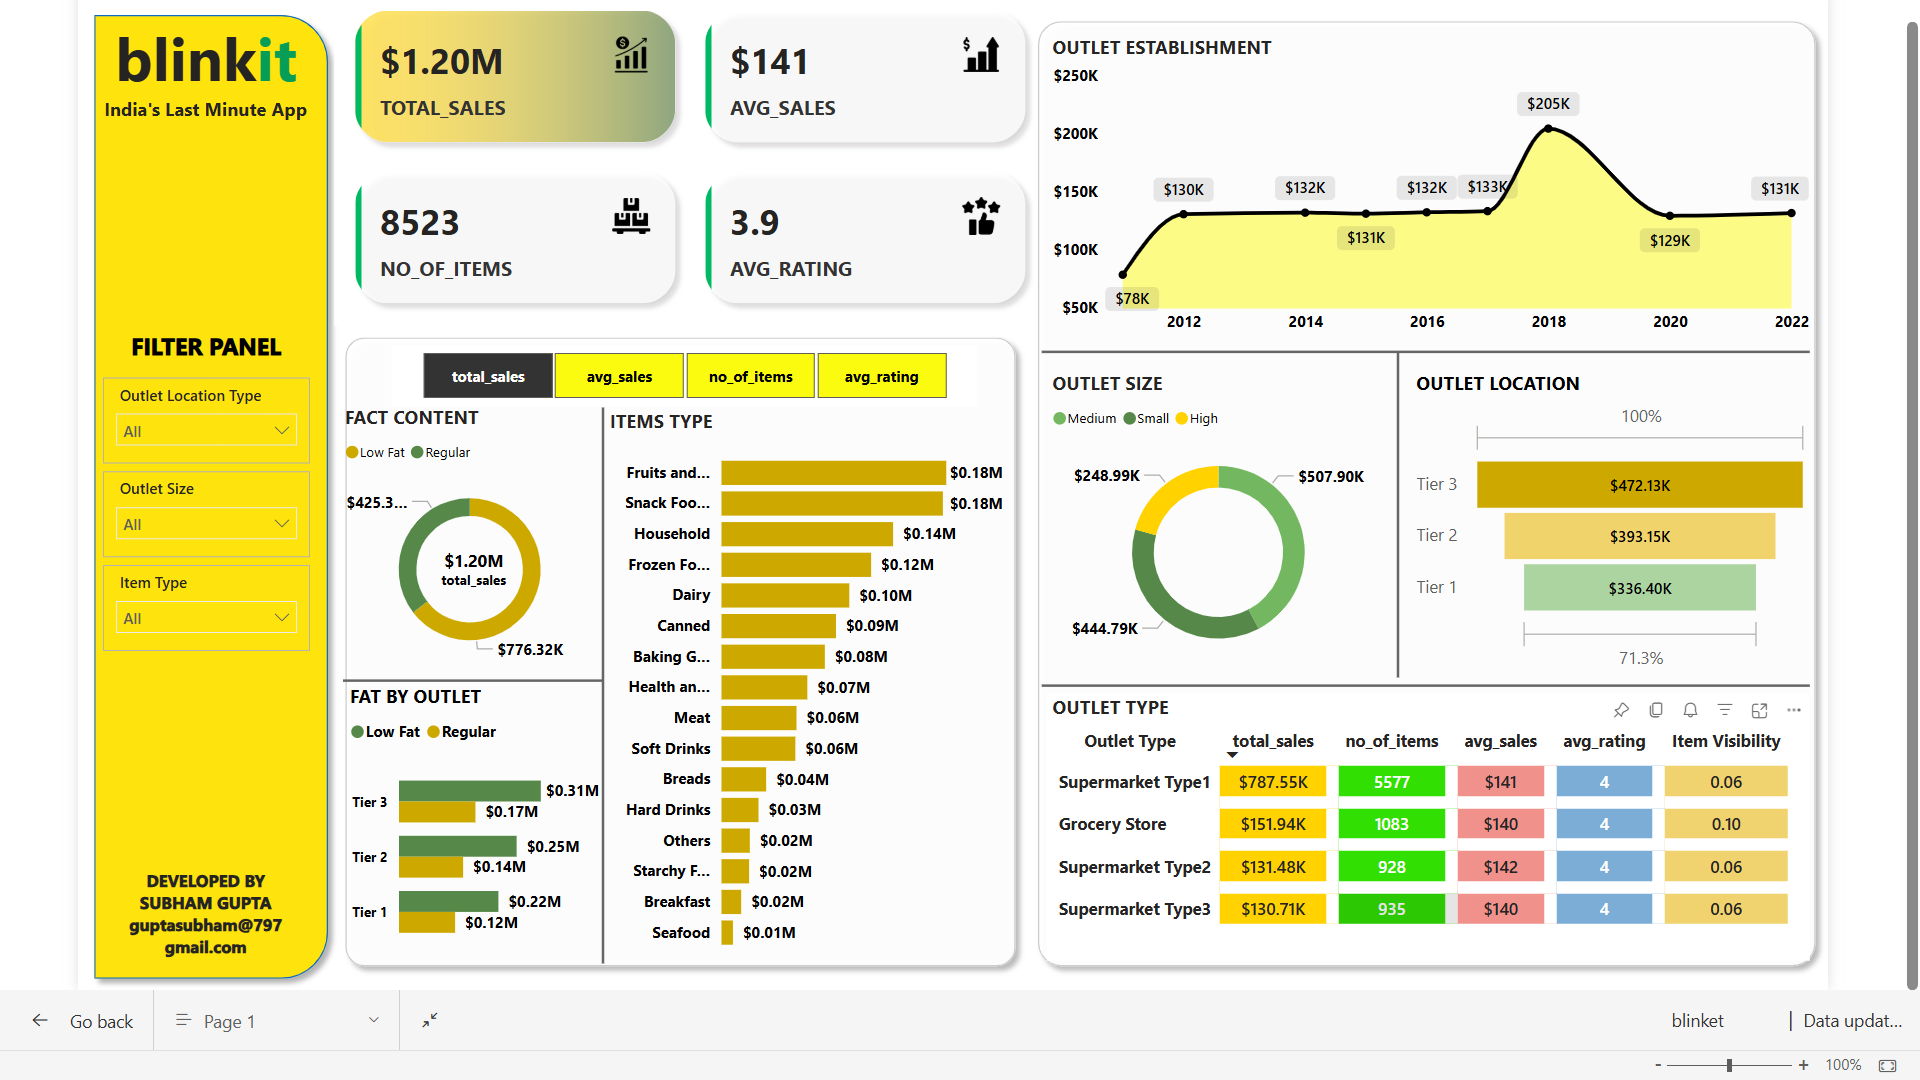 blinkit
India's Last Minute App
FILTER PANEL
Outlet Location Type
All
Outlet Size
All
Item Type
All
DEVELOPED BY
SUBHAM GUPTA
guptasubham@797
gmail.com
$1.20M
TOTAL_SALES
$141
AVG_SALES
8523
NO_OF_ITEMS
3.9
AVG_RATING
total_sales avg_sales no_of_items avg_rating
FACT CONTENT
Low Fat Regular
$425.3...
$1.20M
total_sales
$776.32K
FAT BY OUTLET
Low Fat Regular
Tier 3 $0.31M
$0.17M
Tier 2 $0.25M
$0.14M
Tier 1 $0.22M
$0.12M
ITEMS TYPE
Fruits and... $0.18M
Snack Foo... $0.18M
Household $0.14M
Frozen Fo... $0.12M
Dairy $0.10M
Canned $0.09M
Baking G... $0.08M
Health an... $0.07M
Meat $0.06M
Soft Drinks $0.06M
Breads $0.04M
Hard Drinks $0.03M
Others $0.02M
Starchy F... $0.02M
Breakfast $0.02M
Seafood $0.01M
OUTLET ESTABLISHMENT
$250K
$200K
$150K
$100K
$50K
$78K
$130K
$132K
$131K
$132K
$133K
$205K
$129K
$131K
2012 2014 2016 2018 2020 2022
OUTLET SIZE
Medium Small High
$248.99K
$507.90K
$444.79K
OUTLET LOCATION
100%
Tier 3 $472.13K
Tier 2 $393.15K
Tier 1 $336.40K
71.3%
OUTLET TYPE
Outlet Type total_sales no_of_items avg_sales avg_rating Item Visibility
Supermarket Type1 $787.55K 5577 $141 4 0.06
Grocery Store $151.94K 1083 $140 4 0.10
Supermarket Type2 $131.48K 928 $142 4 0.06
Supermarket Type3 $130.71K 935 $140 4 0.06
Go back
Page 1
blinket | Data updat...
- + 100%